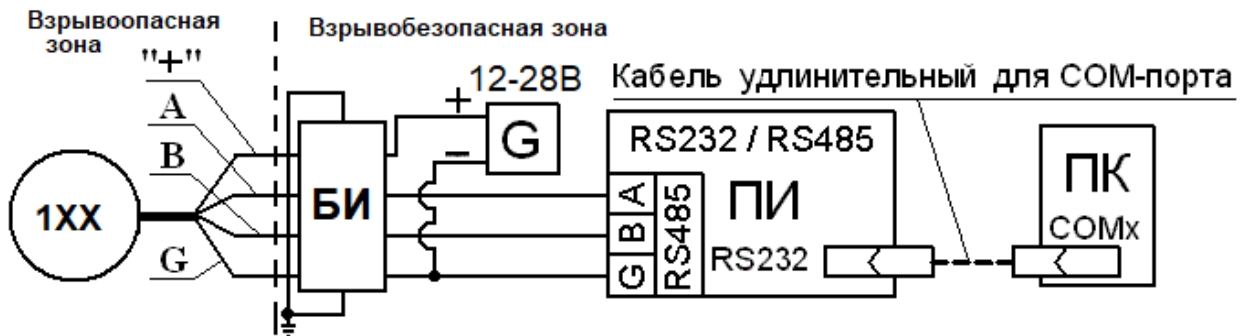 Взрывоопасная
зона
Взрывобезопасная зона
"+"
A
B
G
1XX
БИ
+
12-28В
–
G
Кабель удлинительный для COM-порта
RS232 / RS485
ПИ
A
B
G
RS485
RS232
ПК
COMx